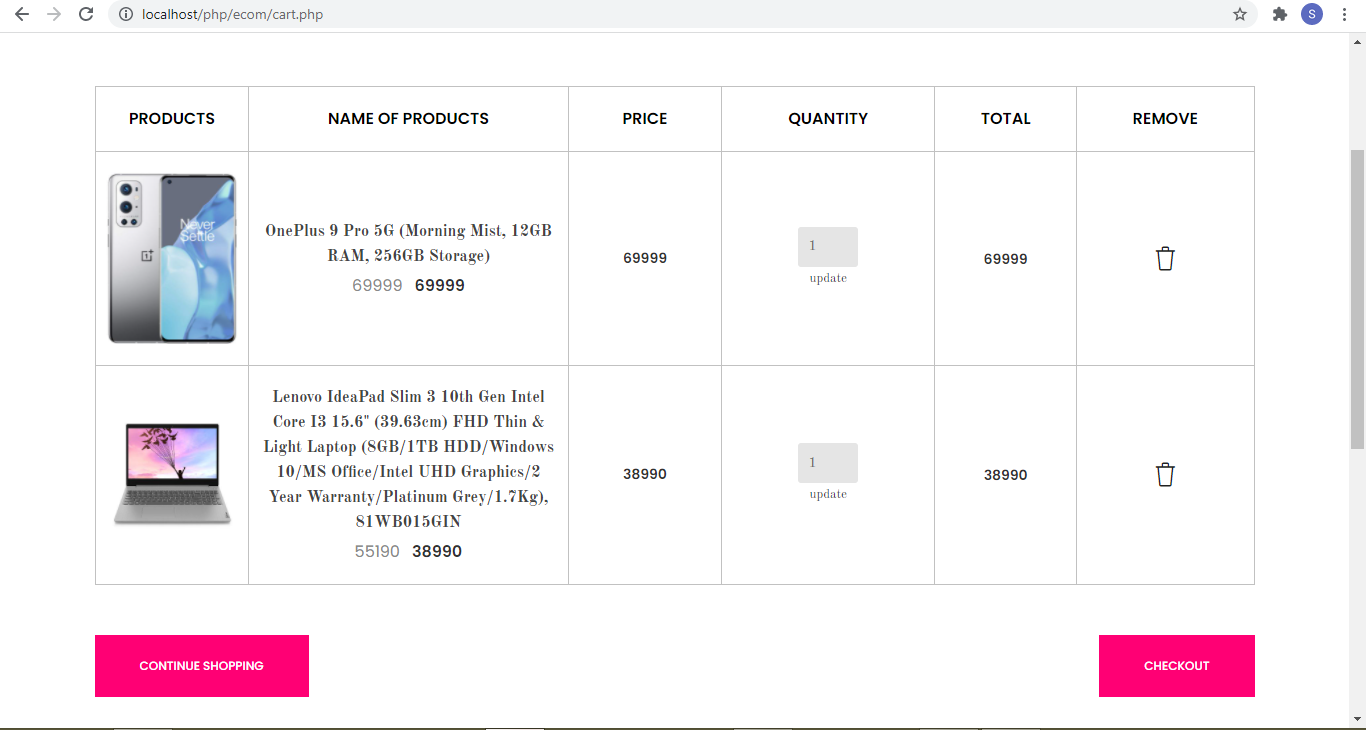 localhost/php/ecom/cart.php
S
PRODUCTS NAME OF PRODUCTS PRICE QUANTITY TOTAL REMOVE
Never
Settle
OnePlus 9 Pro 5G (Morning Mist, 12GB
RAM, 256GB Storage)
69999 69999
69999
1
update
69999
Lenovo IdeaPad Slim 3 10th Gen Intel
Core I3 15.6" (39.63cm) FHD Thin &
Light Laptop (8GB/1TB HDD/Windows
10/MS Office/Intel UHD Graphics/2
Year Warranty/Platinum Grey/1.7Kg),
81WB015GIN
55190 38990
38990
1
update
38990
CONTINUE SHOPPING
CHECKOUT